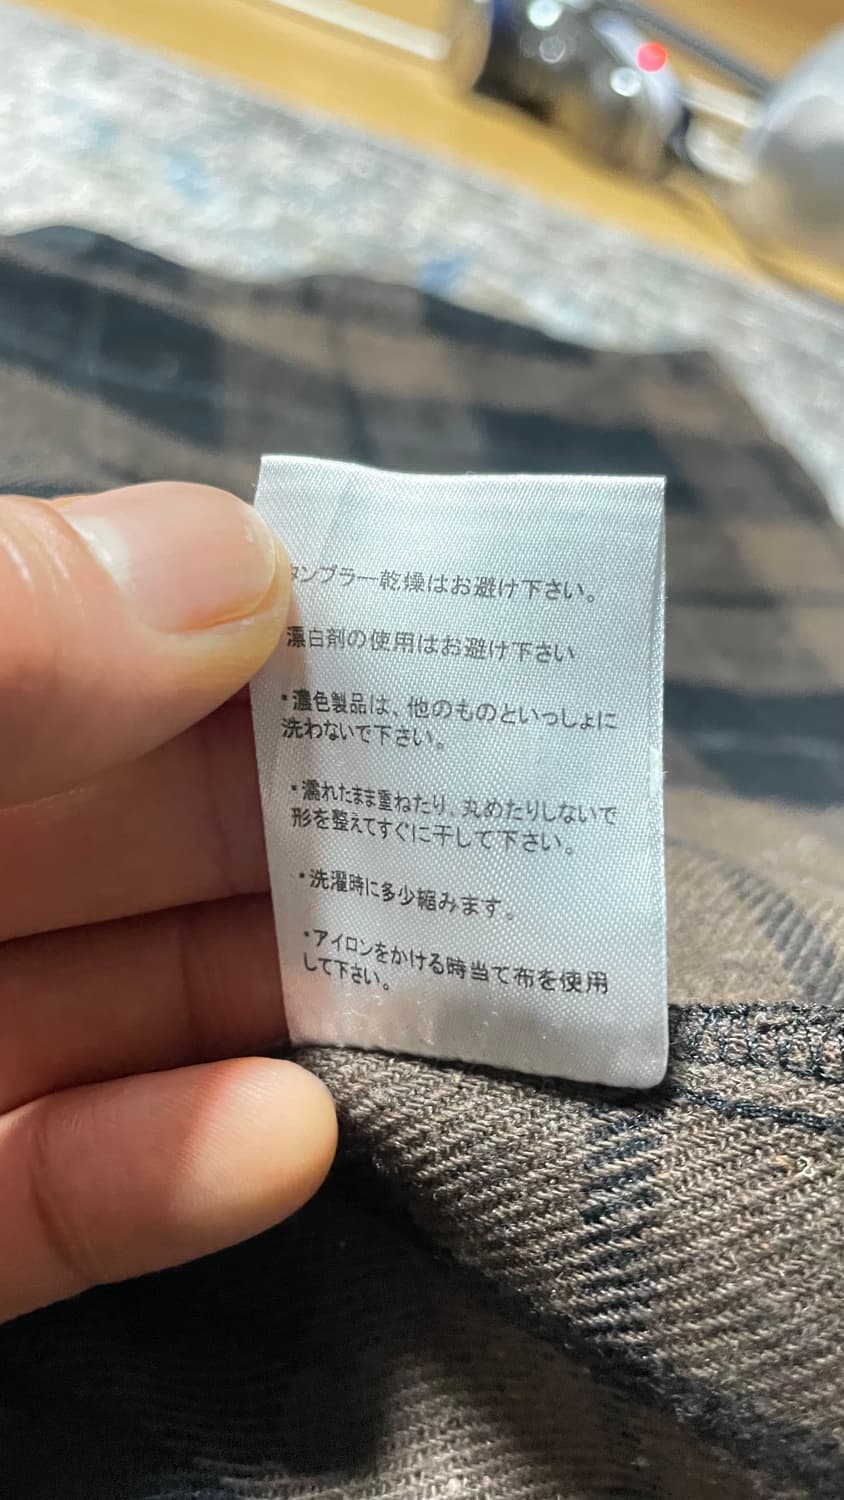 タンブラー乾燥はお避け下さい。
漂白剤の使用はお避け下さい
・濃色製品は、他のものといっしょに
洗わないで下さい。
・濡れたまま重ねたり、丸めたりしないで
形を整えてすぐに干して下さい。
・洗濯時に多少縮みます。
・アイロンをかける時当て布を使用
して下さい。